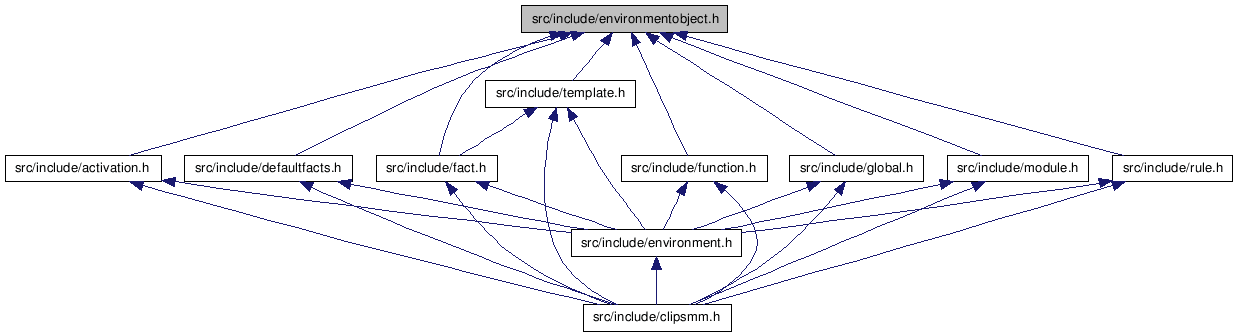 src/include/environmentobject.h
src/include/template.h
src/include/activation.h
src/include/defaultfacts.h
src/include/fact.h
src/include/function.h
src/include/global.h
src/include/module.h
src/include/rule.h
src/include/environment.h
src/include/clipsmm.h